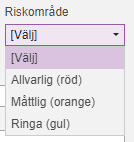 Riskområde
[Välj]
[Välj]
Allvarlig (röd)
Måttlig (orange)
Ringa (gul)